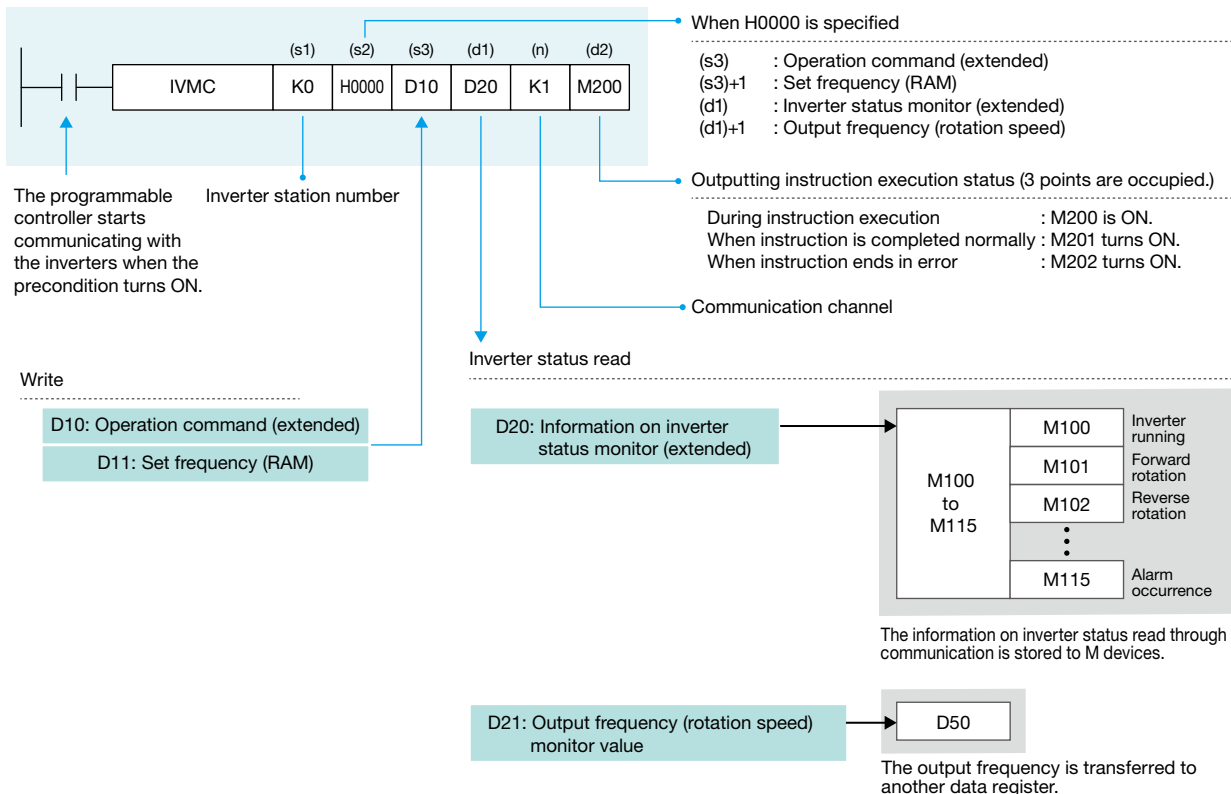 (s1) (s2) (s3) (d1) (n) (d2)
IVMC K0 H0000 D10 D20 K1 M200
When H0000 is specified
(s3) : Operation command (extended)
(s3)+1 : Set frequency (RAM)
(d1) : Inverter status monitor (extended)
(d1)+1 : Output frequency (rotation speed)
The programmable
controller starts
communicating with
the inverters when the
precondition turns ON.
Inverter station number
Outputting instruction execution status (3 points are occupied.)
During instruction execution : M200 is ON.
When instruction is completed normally : M201 turns ON.
When instruction ends in error : M202 turns ON.
Communication channel
Inverter status read
Write
D10: Operation command (extended)
D11: Set frequency (RAM)
D20: Information on inverter
status monitor (extended)
M100
to
M115
M100 Inverter
running
M101 Forward
rotation
M102 Reverse
rotation
M115 Alarm
occurrence
The information on inverter status read through
communication is stored to M devices.
D21: Output frequency (rotation speed)
monitor value
D50
The output frequency is transferred to
another data register.